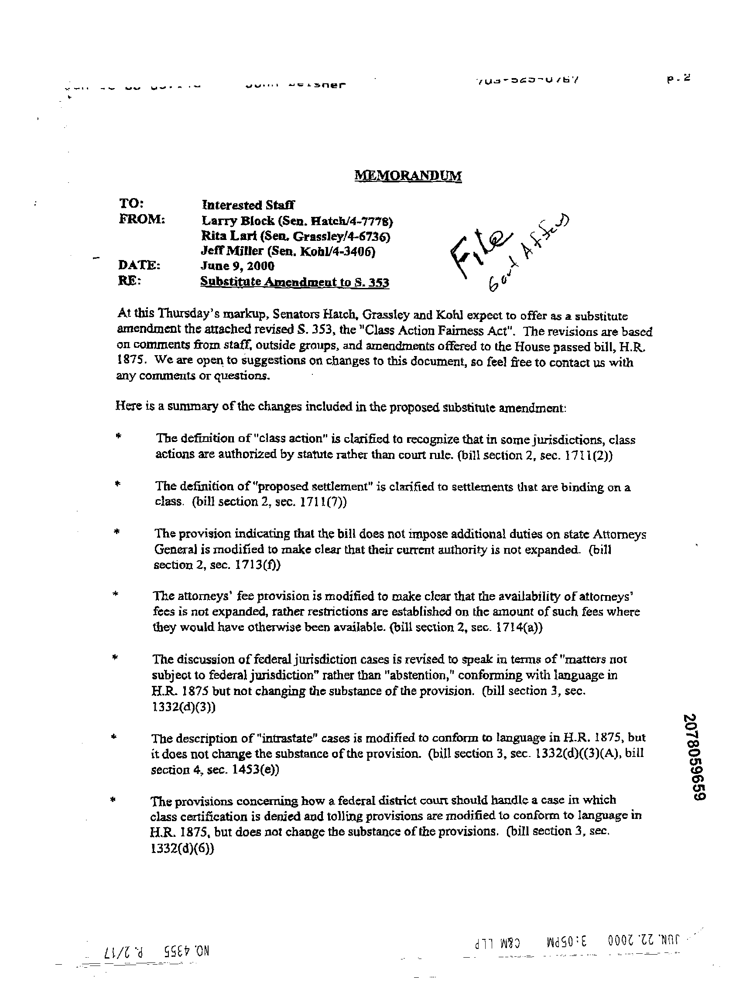 703-525-0767 p.2
MEMORANDUM
TO: Interested Staff
FROM: Larry Block (Sen. Hatch/4-7778)
Rita Lari (Sen. Grassley/4-6736)
Jeff Miller (Sen. Kohl/4-3406)
DATE: June 9, 2000
RE: Substitute Amendment to S. 353
File
Govt Affairs
At this Thursday's markup, Senators Hatch, Grassley and Kohl expect to offer as a substitute
amendment the attached revised S. 353, the "Class Action Fairness Act". The revisions are based
on comments from staff, outside groups, and amendments offered to the House passed bill, H.R.
1875. We are open to suggestions on changes to this document, so feel free to contact us with
any comments or questions.
Here is a summary of the changes included in the proposed substitute amendment:
* The definition of "class action" is clarified to recognize that in some jurisdictions, class
actions are authorized by statute rather than court rule. (bill section 2, sec. 1711(2))
* The definition of "proposed settlement" is clarified to settlements that are binding on a
class. (bill section 2, sec. 1711(7))
* The provision indicating that the bill does not impose additional duties on state Attorneys
General is modified to make clear that their current authority is not expanded. (bill
section 2, sec. 1713(f))
* The attorneys' fee provision is modified to make clear that the availability of attorneys'
fees is not expanded, rather restrictions are established on the amount of such fees where
they would have otherwise been available. (bill section 2, sec. 1714(a))
* The discussion of federal jurisdiction cases is revised to speak in terms of "matters not
subject to federal jurisdiction" rather than "abstention," conforming with language in
H.R. 1875 but not changing the substance of the provision. (bill section 3, sec.
1332(d)(3))
* The description of "intrastate" cases is modified to conform to language in H.R. 1875, but
it does not change the substance of the provision. (bill section 3, sec. 1332(d)((3)(A), bill
section 4, sec. 1453(e))
* The provisions concerning how a federal district court should handle a case in which
class certification is denied and tolling provisions are modified to conform to language in
H.R. 1875, but does not change the substance of the provisions. (bill section 3, sec.
1332(d)(6))
2078059659
JUN. 22. 2000 3:05PM C&M LLP NO. 4355 P. 2/17